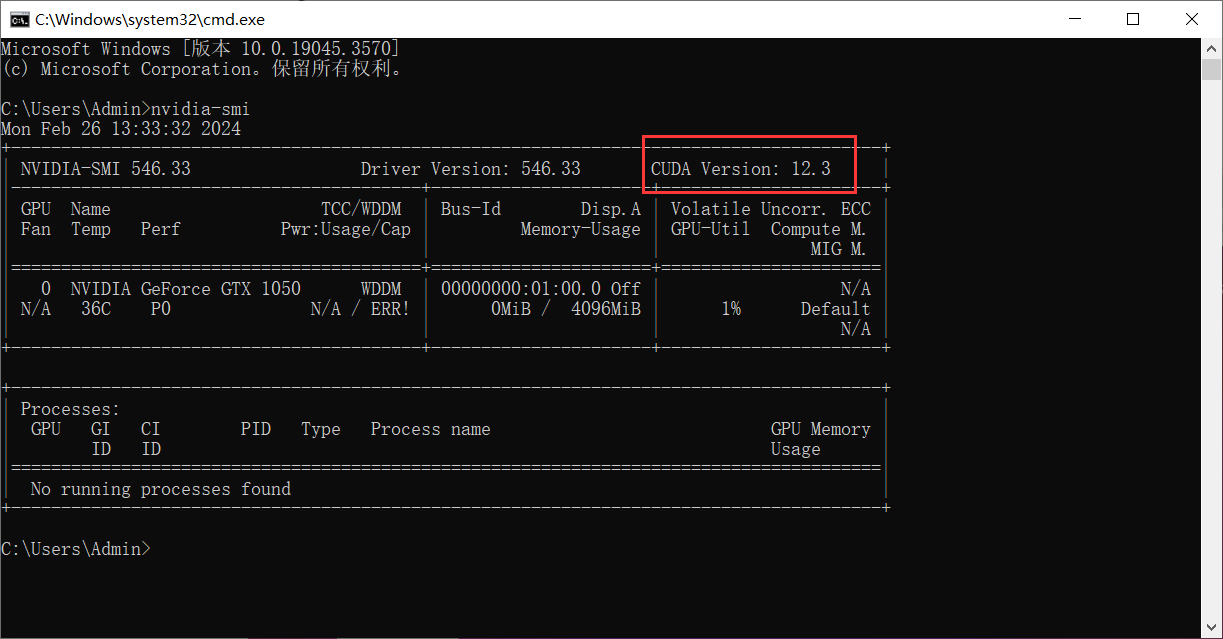 C:\Windows\system32\cmd.exe
Microsoft Windows [版本 10.0.19045.3570]
(c) Microsoft Corporation。保留所有权利。
C:\Users\Admin>nvidia-smi
Mon Feb 26 13:33:32 2024
NVIDIA-SMI 546.33 Driver Version: 546.33 CUDA Version: 12.3
GPU Name TCC/WDDM Bus-Id Disp.A Volatile Uncorr. ECC
Fan Temp Perf Pwr:Usage/Cap Memory-Usage GPU-Util Compute M.
MIG M.
0 NVIDIA GeForce GTX 1050 WDDM 00000000:01:00.0 Off N/A
N/A 36C P0 N/A / ERR! 0MiB / 4096MiB 1% Default
N/A
Processes:
GPU GI CI PID Type Process name GPU Memory
ID ID Usage
No running processes found
C:\Users\Admin>